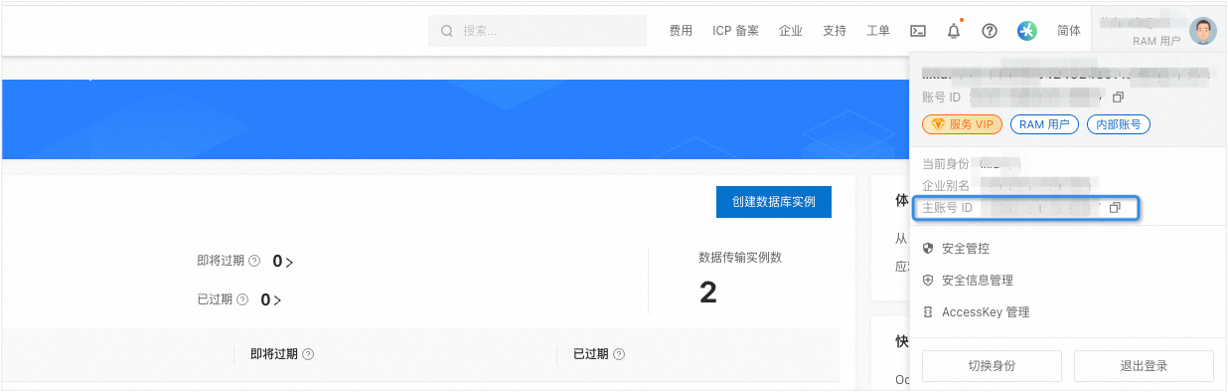 搜索...
费用 ICP 备案 企业 支持 工单 简体
RAM 用户
账号 ID
服务 VIP RAM 用户 内部账号
当前身份
企业别名
主账号 ID
安全管控
安全信息管理
AccessKey 管理
切换身份 退出登录
创建数据库实例
即将过期 0 >
已过期 0 >
数据传输实例数
2
即将过期 已过期
体
从
快